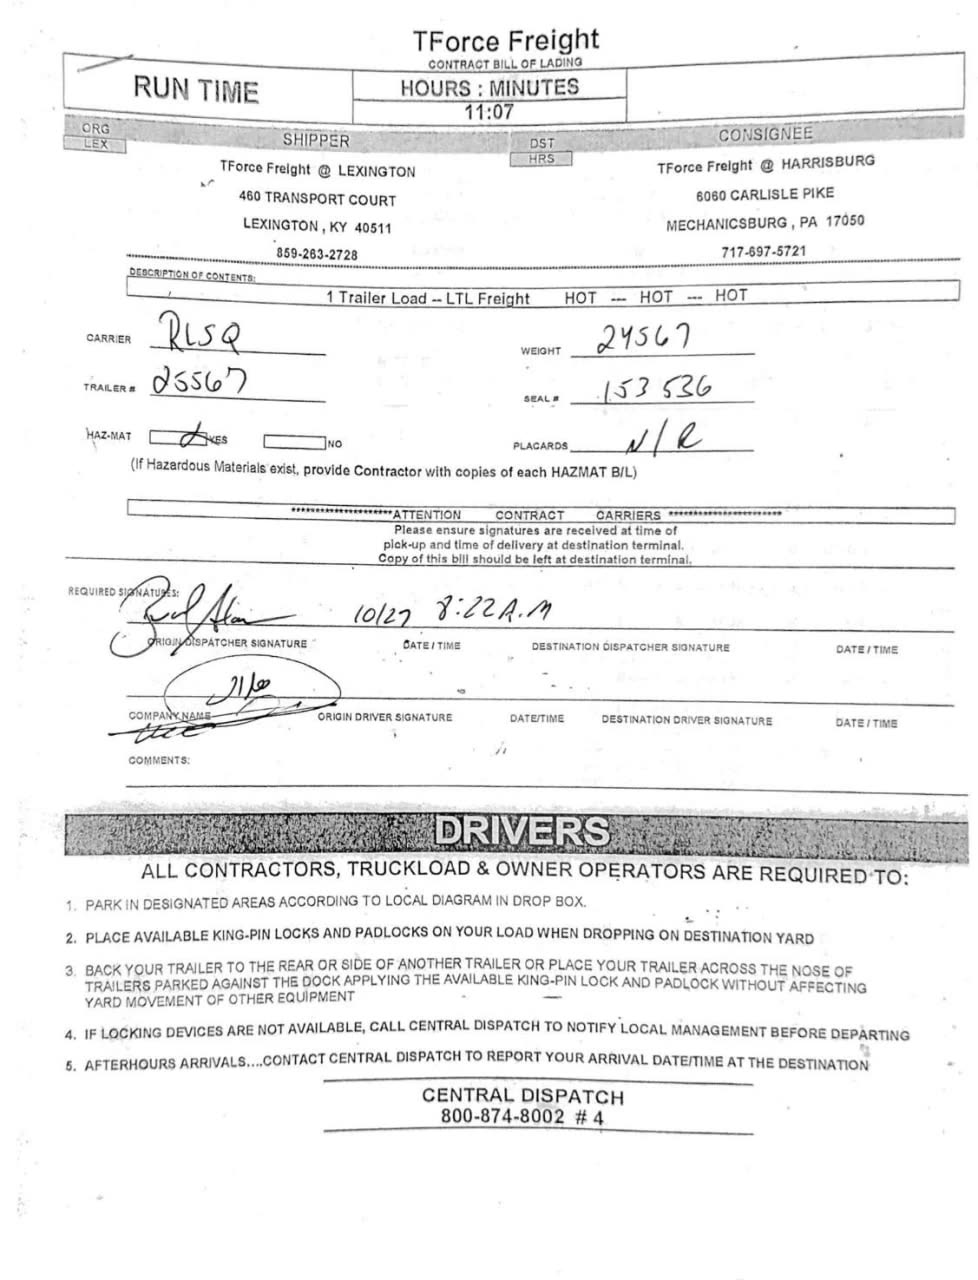 TForce Freight
CONTRACT BILL OF LADING
RUN TIME
HOURS : MINUTES
11:07
ORG
LEX
SHIPPER
DST
HRS
CONSIGNEE
TForce Freight @ LEXINGTON
460 TRANSPORT COURT
LEXINGTON , KY 40511
859-263-2728
TForce Freight @ HARRISBURG
6060 CARLISLE PIKE
MECHANICSBURG , PA 17050
717-697-5721
DESCRIPTION OF CONTENTS:
1 Trailer Load -- LTL Freight HOT --- HOT --- HOT
CARRIER RLSQ
WEIGHT 24567
TRAILER # 25567
SEAL # 153536
HAZ-MAT YES NO
PLACARDS N/R
(If Hazardous Materials exist, provide Contractor with copies of each HAZMAT B/L)
**********************ATTENTION CONTRACT CARRIERS ************************
Please ensure signatures are received at time of
pick-up and time of delivery at destination terminal.
Copy of this bill should be left at destination terminal.
REQUIRED SIGNATURES:
10/27 8:22 A.M
ORIGIN DISPATCHER SIGNATURE DATE / TIME DESTINATION DISPATCHER SIGNATURE DATE / TIME
COMPANY NAME ORIGIN DRIVER SIGNATURE DATE/TIME DESTINATION DRIVER SIGNATURE DATE / TIME
COMMENTS:
DRIVERS
ALL CONTRACTORS, TRUCKLOAD & OWNER OPERATORS ARE REQUIRED TO:
1. PARK IN DESIGNATED AREAS ACCORDING TO LOCAL DIAGRAM IN DROP BOX.
2. PLACE AVAILABLE KING-PIN LOCKS AND PADLOCKS ON YOUR LOAD WHEN DROPPING ON DESTINATION YARD
3. BACK YOUR TRAILER TO THE REAR OR SIDE OF ANOTHER TRAILER OR PLACE YOUR TRAILER ACROSS THE NOSE OF
TRAILERS PARKED AGAINST THE DOCK APPLYING THE AVAILABLE KING-PIN LOCK AND PADLOCK WITHOUT AFFECTING
YARD MOVEMENT OF OTHER EQUIPMENT
4. IF LOCKING DEVICES ARE NOT AVAILABLE, CALL CENTRAL DISPATCH TO NOTIFY LOCAL MANAGEMENT BEFORE DEPARTING
5. AFTERHOURS ARRIVALS....CONTACT CENTRAL DISPATCH TO REPORT YOUR ARRIVAL DATE/TIME AT THE DESTINATION
CENTRAL DISPATCH
800-874-8002 # 4